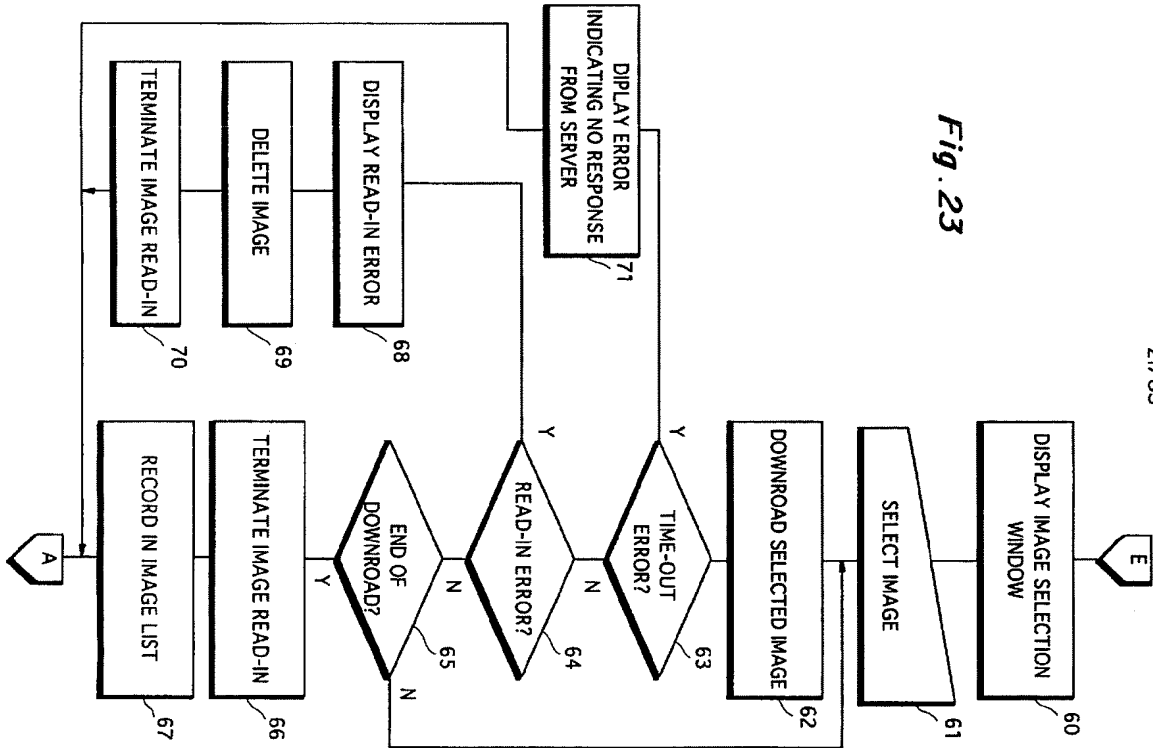 Fig. 23
E
DISPLAY IMAGE SELECTION
WINDOW
60
SELECT IMAGE
61
DOWNROAD SELECTED IMAGE
62
TIME-OUT
ERROR?
63
Y
N
DIPLAY ERROR
INDICATING NO RESPONSE
FROM SERVER
71
READ-IN ERROR?
64
Y
N
DISPLAY READ-IN ERROR
68
END OF
DOWNROAD?
65
N
Y
DELETE IMAGE
69
TERMINATE IMAGE READ-IN
66
TERMINATE IMAGE READ-IN
70
RECORD IN IMAGE LIST
67
A